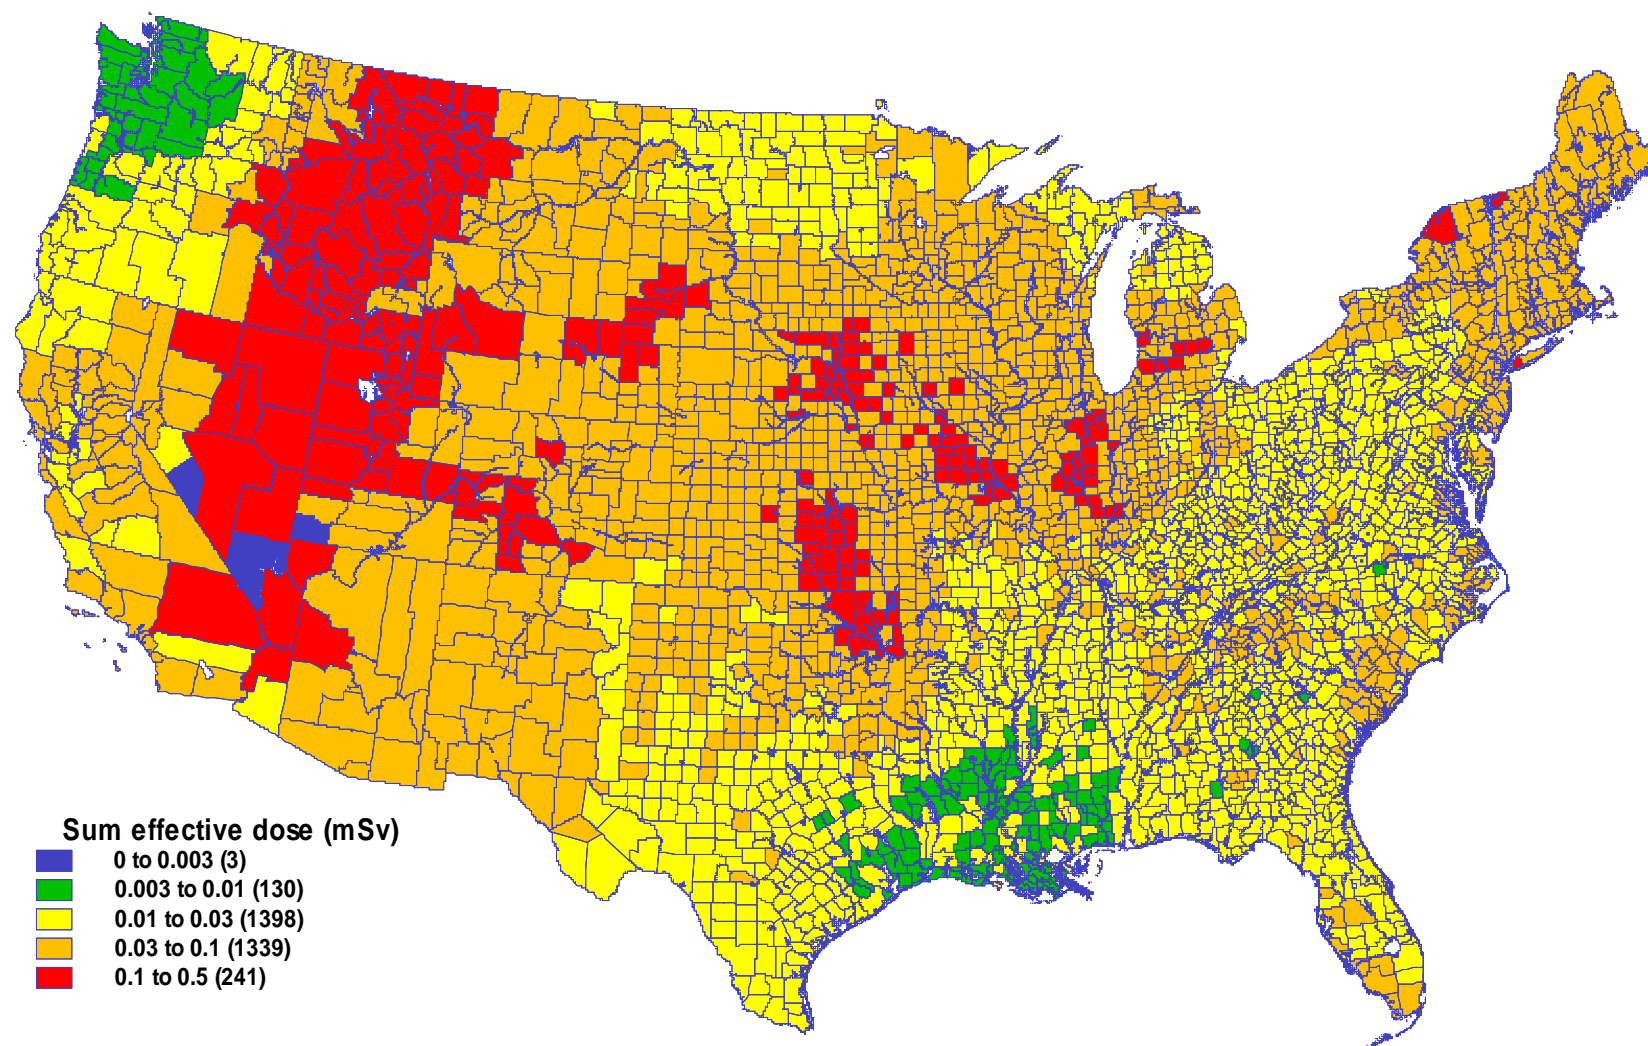 Sum effective dose (mSv)
0 to 0.003 (3)
0.003 to 0.01 (130)
0.01 to 0.03 (1398)
0.03 to 0.1 (1339)
0.1 to 0.5 (241)